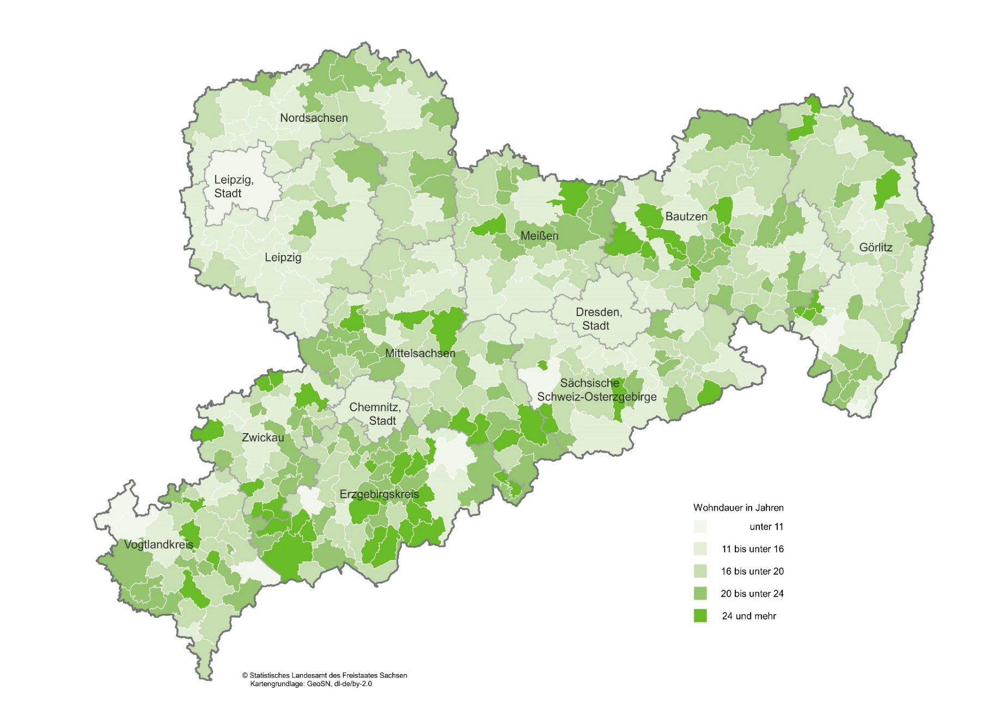 Nordsachsen
Leipzig,
Stadt
Leipzig
Meißen
Bautzen
Görlitz
Dresden,
Stadt
Mittelsachsen
Sächsische
Schweiz-Osterzgebirge
Chemnitz,
Stadt
Zwickau
Erzgebirgskreis
Vogtlandkreis
Wohndauer in Jahren
unter 11
11 bis unter 16
16 bis unter 20
20 bis unter 24
24 und mehr
© Statistisches Landesamt des Freistaates Sachsen
Kartengrundlage: GeoSN, dl-de/by-2.0